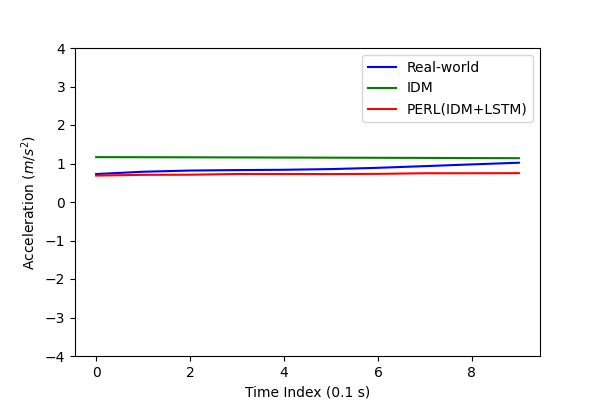 Real-world
IDM
PERL(IDM+LSTM)
4
3
2
1
0
−1
−2
−3
−4
Acceleration (m/s²)
0 2 4 6 8
Time Index (0.1 s)